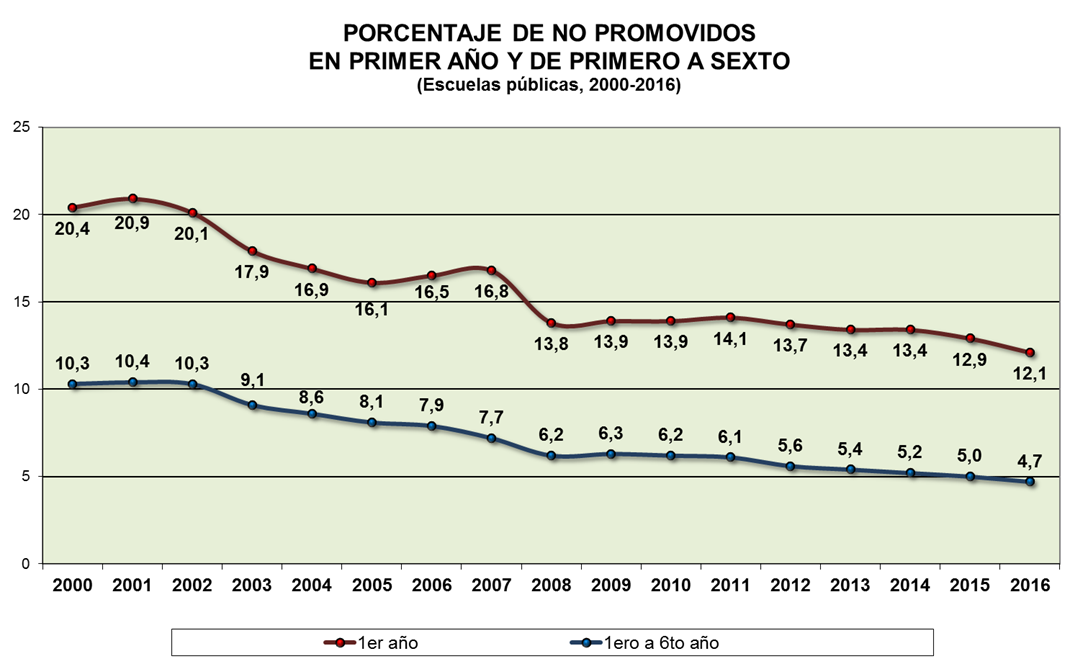 PORCENTAJE DE NO PROMOVIDOS
EN PRIMER AÑO Y DE PRIMERO A SEXTO
(Escuelas públicas, 2000-2016)
25
20
15
10
5
0
20,4 20,9 20,1 17,9 16,9 16,1 16,5 16,8 13,8 13,9 13,9 14,1 13,7 13,4 13,4 12,9 12,1
10,3 10,4 10,3 9,1 8,6 8,1 7,9 7,7 6,2 6,3 6,2 6,1 5,6 5,4 5,2 5,0 4,7
2000 2001 2002 2003 2004 2005 2006 2007 2008 2009 2010 2011 2012 2013 2014 2015 2016
1er año 1ero a 6to año